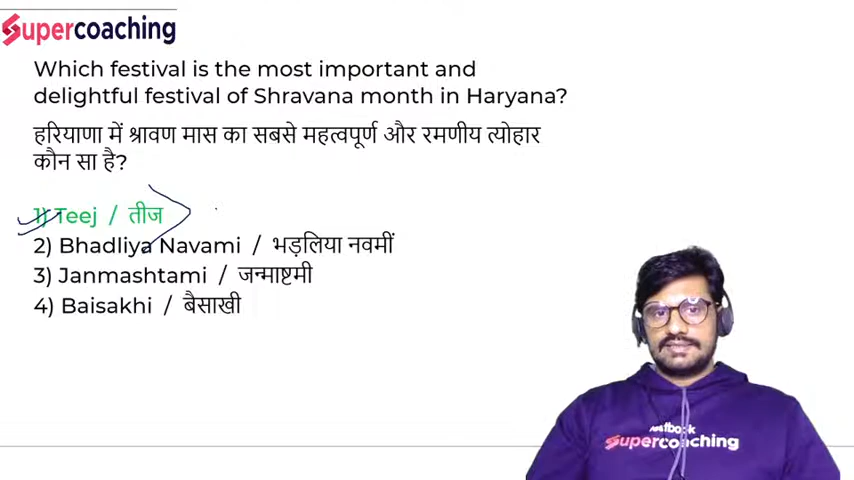 Supercoaching
Which festival is the most important and
delightful festival of Shravana month in Haryana?
हरियाणा में श्रावण मास का सबसे महत्वपूर्ण और रमणीय त्योहार
कौन सा है?
1) Teej / तीज
2) Bhadliya Navami / भड़लिया नवमीं
3) Janmashtami / जन्माष्टमी
4) Baisakhi / बैसाखी
testbook
Supercoaching